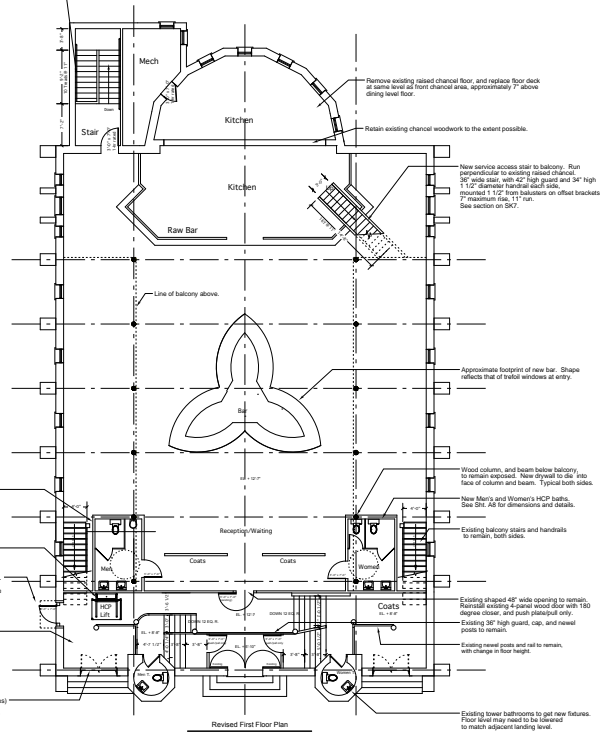 Mech
Kitchen
Stair
Down
Remove existing raised chancel floor, and replace floor deck
at same level as front chancel area, approximately 7" above
dining level floor.
Retain existing chancel woodwork to the extent possible.
Kitchen
Raw Bar
New service access stair to balcony. Run
perpendicular to existing raised chancel.
36" wide stair, with 42" high guard and 34" high
1 1/2" diameter handrail each side,
mounted 1 1/2" from balusters on offset brackets
7" maximum rise, 11" run.
See section on SK7.
Line of balcony above.
Approximate footprint of new bar. Shape
reflects that of trefoil windows at entry.
Bar
Wood column, and beam below balcony,
to remain exposed. New drywall to die into
face of column and beam. Typical both sides.
New Men's and Women's HCP baths.
See Sht. A8 for dimensions and details.
Reception/Waiting
Existing balcony stairs and handrails
to remain, both sides.
Coats
Coats
Men
Women
HCP
Lift
Coats
Existing shaped 48" wide opening to remain.
Reinstall existing 4-panel wood door with 180
degree closer, and push plate/pull only.
Existing 36" high guard, cap, and newel
posts to remain.
Existing newel posts and rail to remain,
with change in floor height.
4'-7 1/2"
Men T.
Existing tower bathrooms to get new fixtures.
Floor level may need to be lowered
to match adjacent landing level.
Revised First Floor Plan